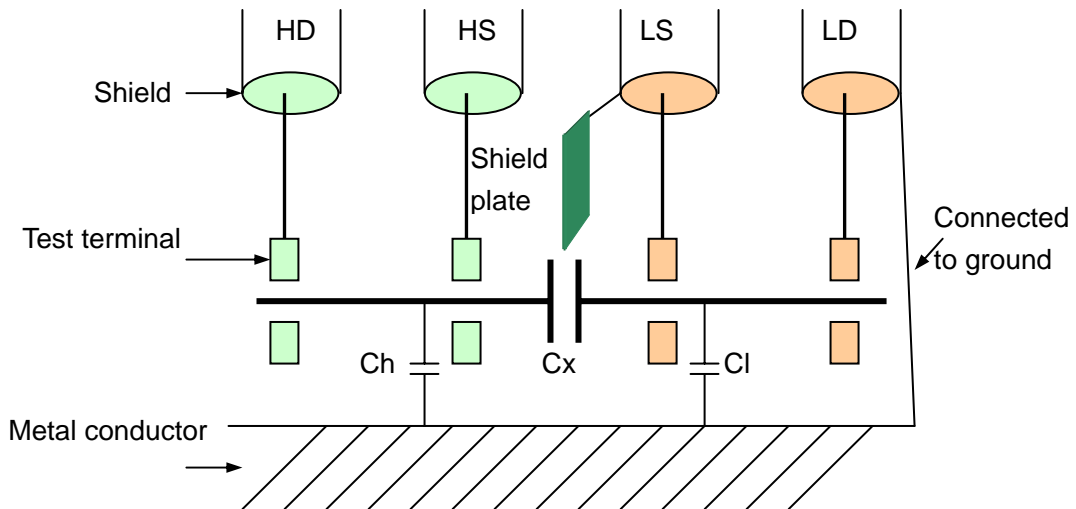 HD
HS
LS
LD
Shield
Shield
plate
Test terminal
Connected
to ground
Ch
Cx
Cl
Metal conductor